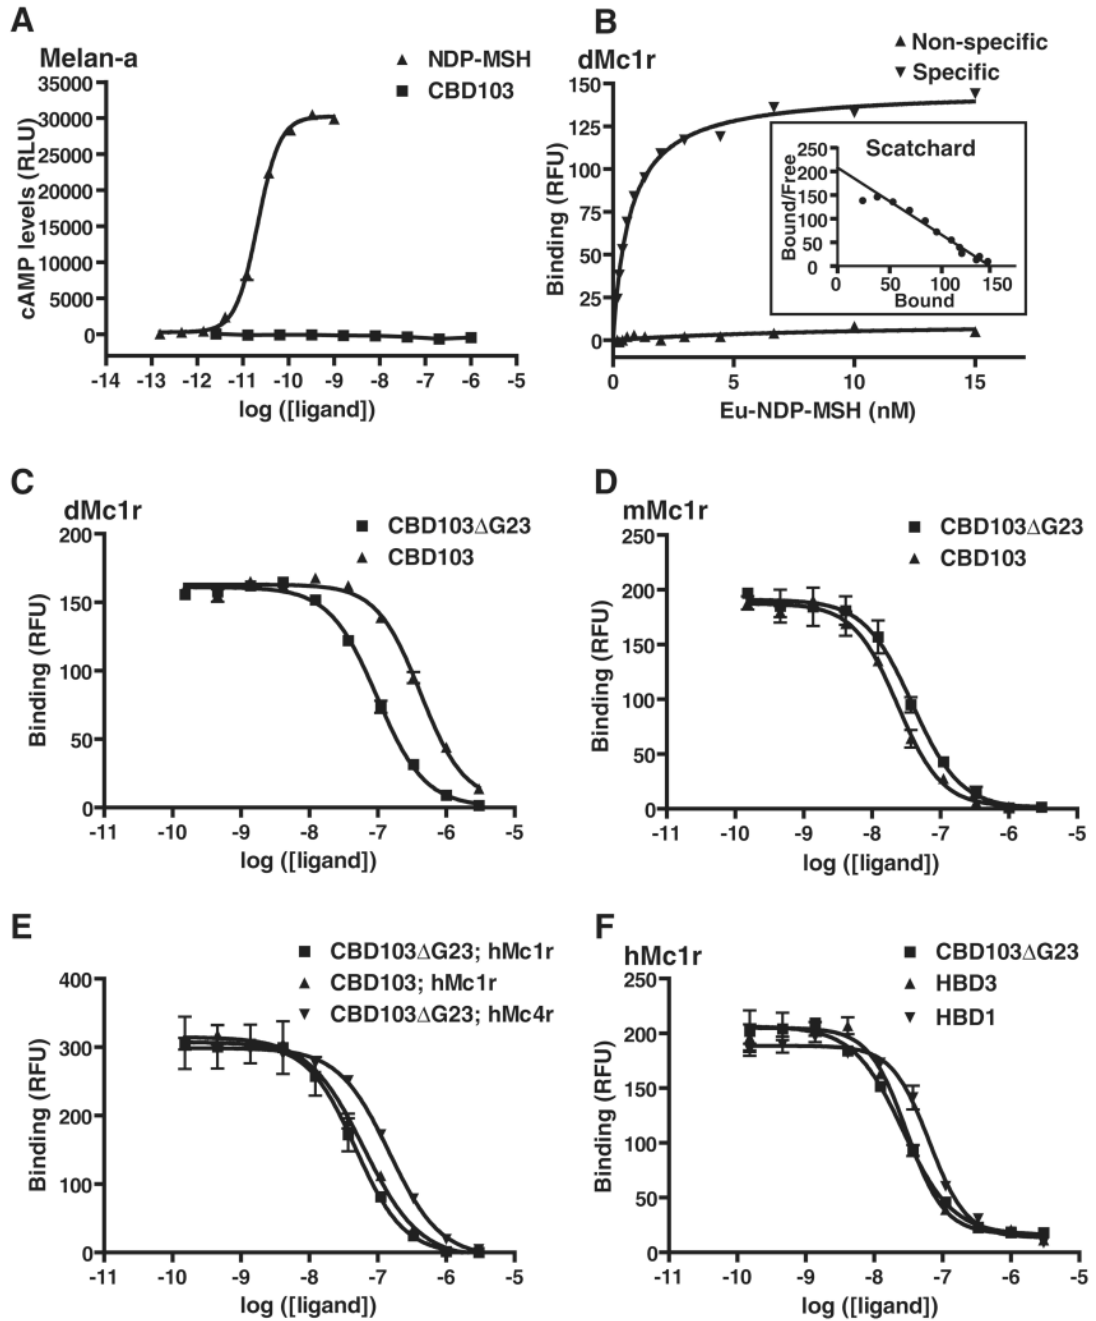 A
Melan-a
NDP-MSH
CBD103
cAMP levels (RLU)
35000
30000
25000
20000
15000
10000
5000
0
-14 -13 -12 -11 -10 -9 -8 -7 -6 -5
log ([ligand])
B
dMc1r
Non-specific
Specific
Binding (RFU)
150
125
100
75
50
25
0
0 5 10 15
Eu-NDP-MSH (nM)
Scatchard
Bound/Free
250
200
150
100
50
0
0 50 100 150
Bound
C
dMc1r
CBD103ΔG23
CBD103
Binding (RFU)
200
150
100
50
0
-11 -10 -9 -8 -7 -6 -5
log ([ligand])
D
mMc1r
CBD103ΔG23
CBD103
Binding (RFU)
250
200
150
100
50
0
-11 -10 -9 -8 -7 -6 -5
log ([ligand])
E
CBD103ΔG23; hMc1r
CBD103; hMc1r
CBD103ΔG23; hMc4r
Binding (RFU)
400
300
200
100
0
-11 -10 -9 -8 -7 -6 -5
log ([ligand])
F
hMc1r
CBD103ΔG23
HBD3
HBD1
Binding (RFU)
250
200
150
100
50
0
-11 -10 -9 -8 -7 -6 -5
log ([ligand])